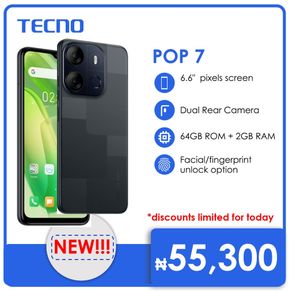 TECNO
POP 7
6.6" pixels screen
Dual Rear Camera
64GB ROM + 2GB RAM
Facial/fingerprint
unlock option
*discounts limited for today
NEW!!!
₦55,300